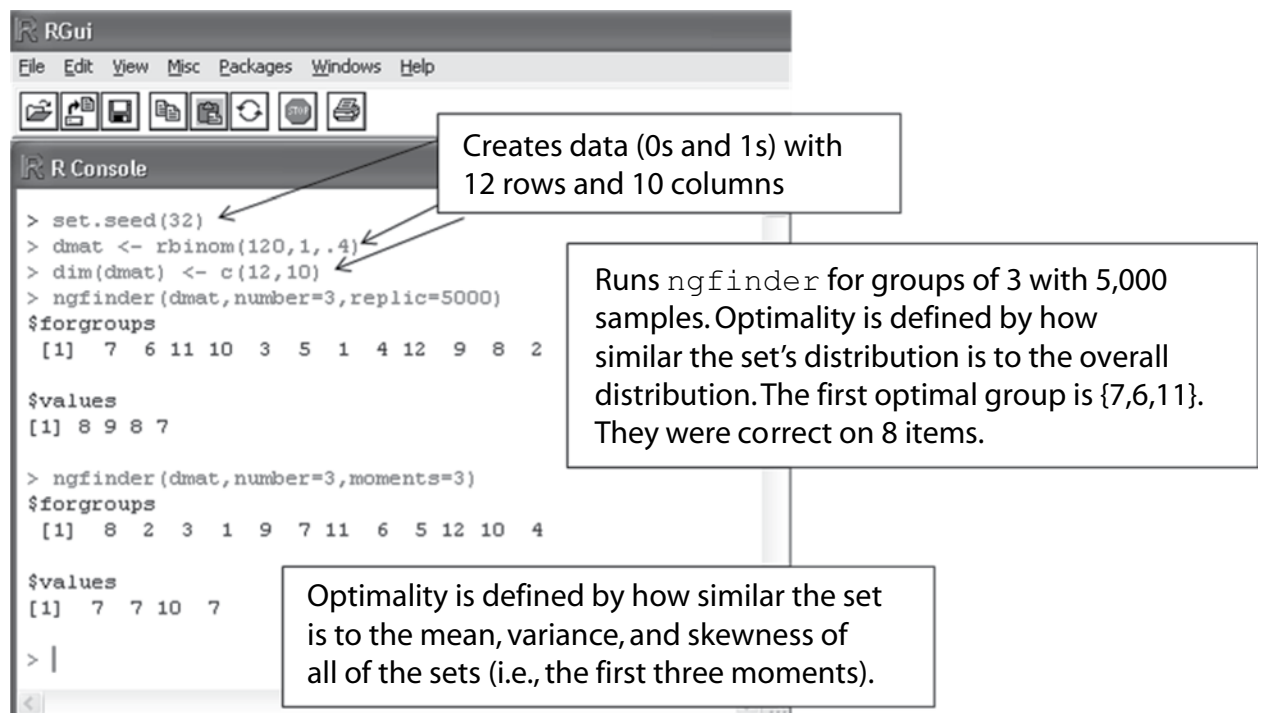 RGui
File Edit View Misc Packages Windows Help
STOP
Creates data (0s and 1s) with
12 rows and 10 columns
R Console
> set.seed(32)
> dmat <- rbinom(120,1,.4)
> dim(dmat) <- c(12,10)
> ngfinder(dmat,number=3,replic=5000)
$forgroups
[1] 7 6 11 10 3 5 1 4 12 9 8 2
$values
[1] 8 9 8 7
Runs ngfinder for groups of 3 with 5,000
samples. Optimality is defined by how
similar the set’s distribution is to the overall
distribution. The first optimal group is {7,6,11}.
They were correct on 8 items.
> ngfinder(dmat,number=3,moments=3)
$forgroups
[1] 8 2 3 1 9 7 11 6 5 12 10 4
$values
[1] 7 7 10 7
>
Optimality is defined by how similar the set
is to the mean, variance, and skewness of
all of the sets (i.e., the first three moments).